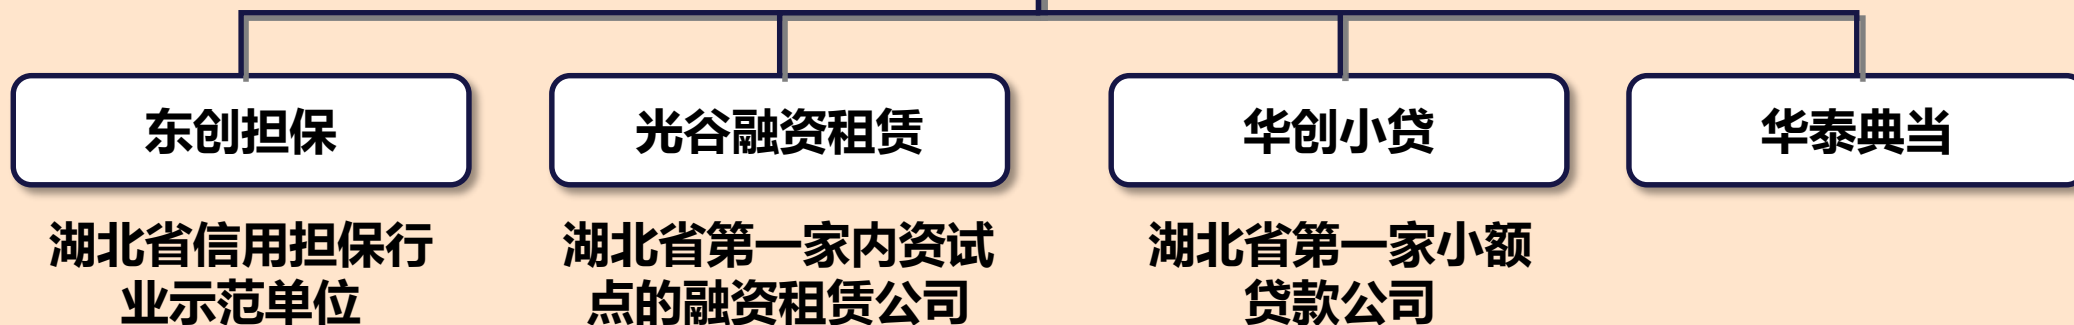 东创担保
光谷融资租赁
华创小贷
华泰典当
湖北省信用担保行
业示范单位
湖北省第一家内资试
点的融资租赁公司
湖北省第一家小额
贷款公司